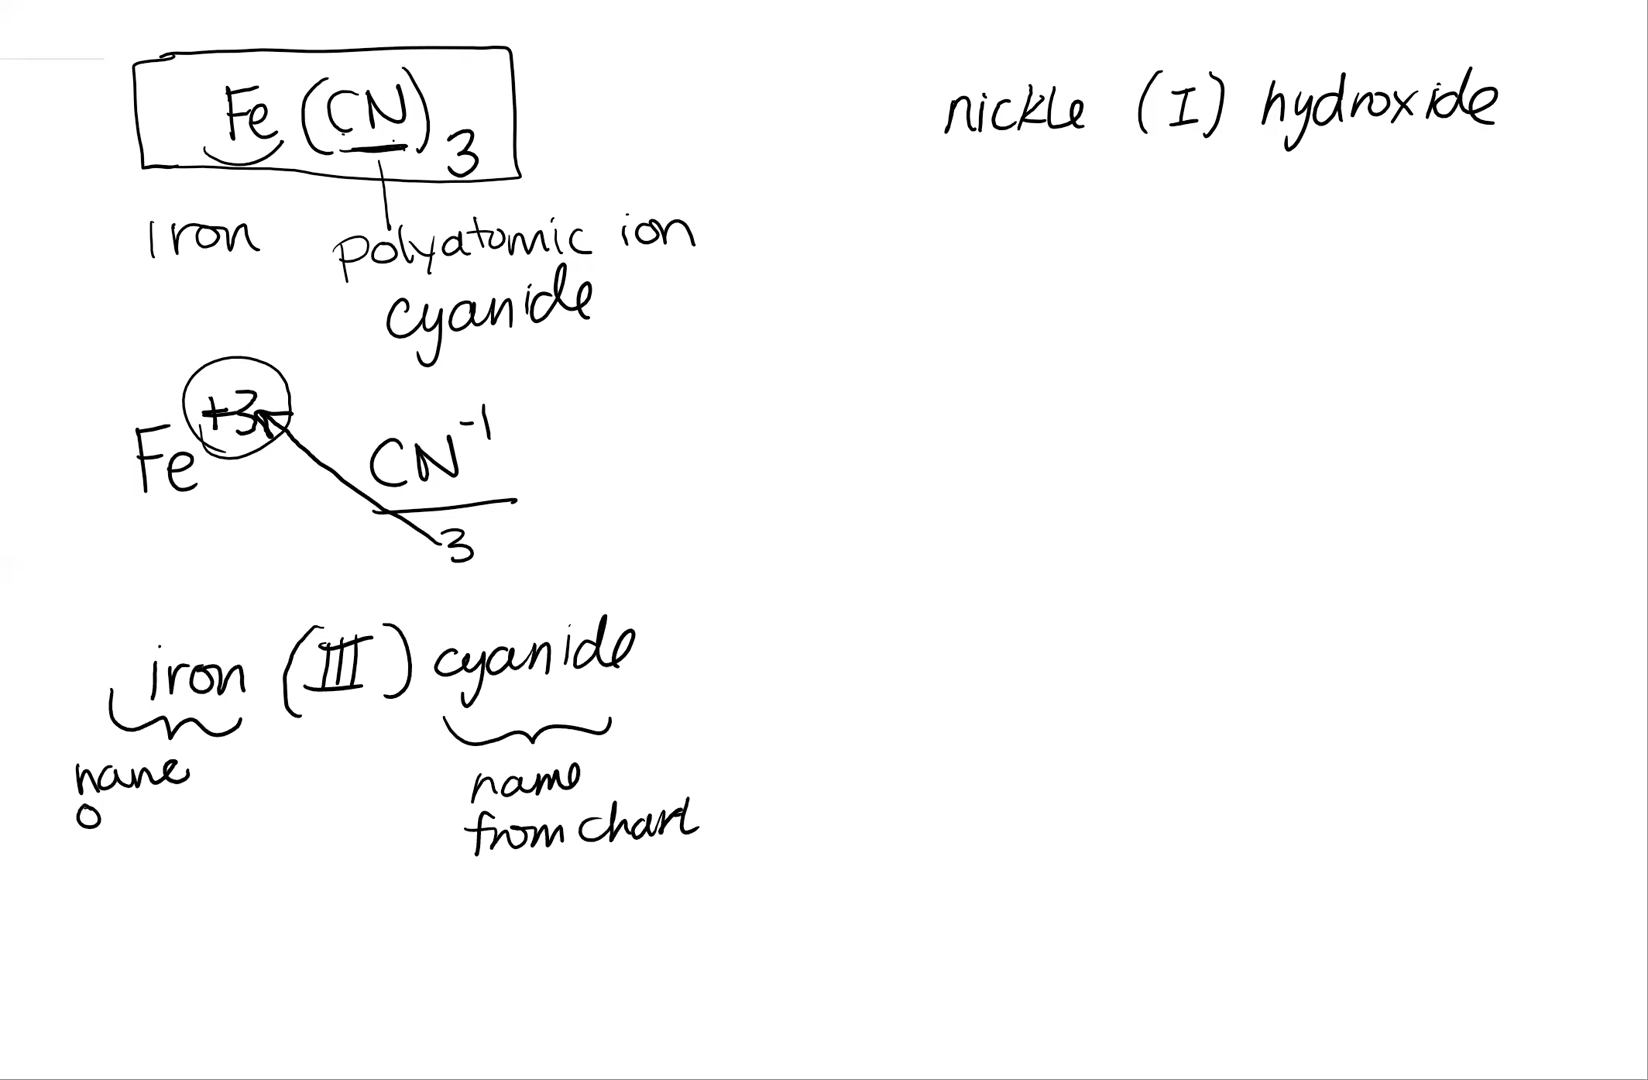 Fe (CN)3
Iron polyatomic ion
cyanide
Fe+3 CN-1
3
iron (III) cyanide
nane
o
name
from chart
nickle (I) hydroxide